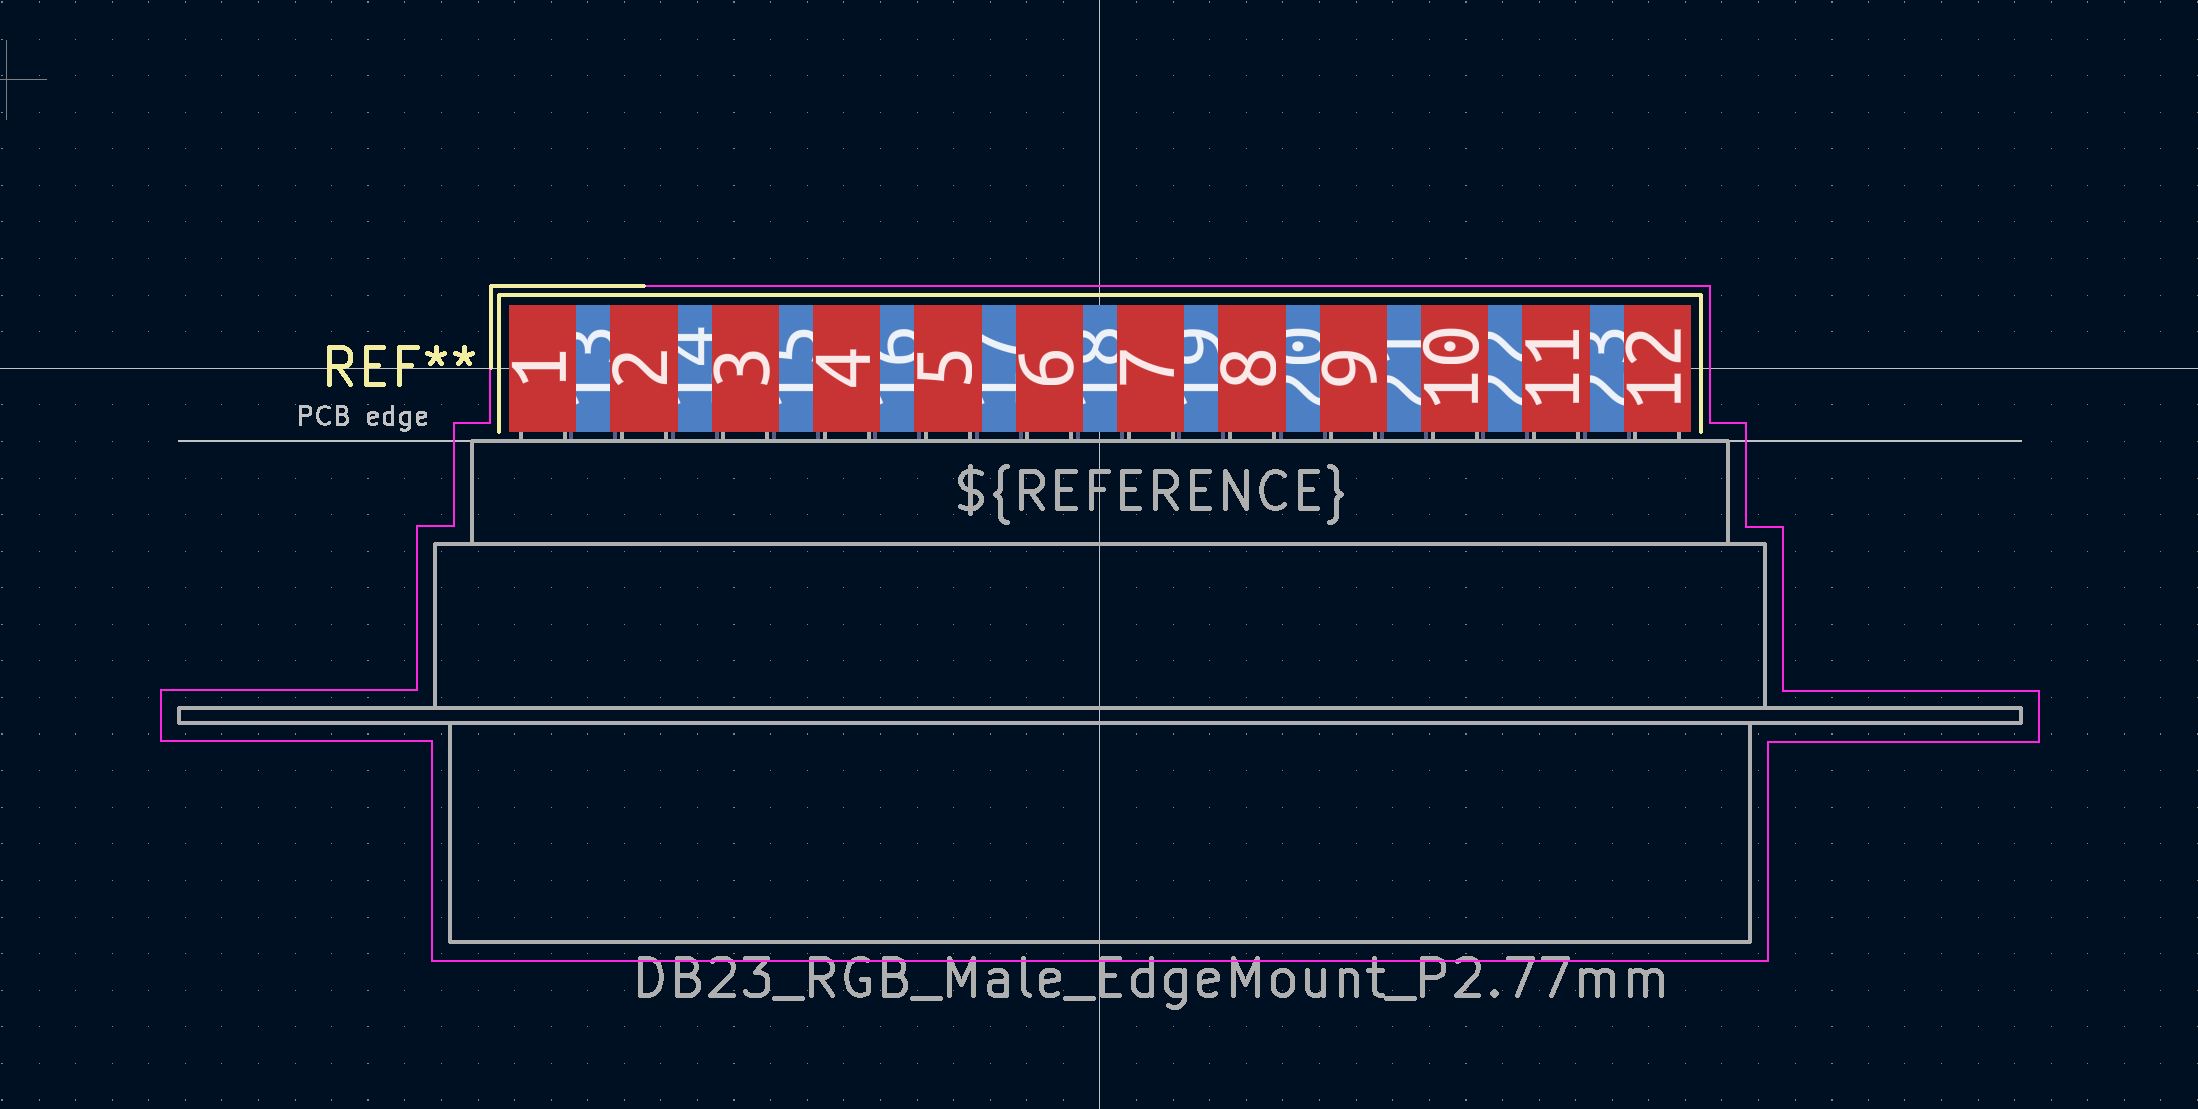 REF**
PCB edge
1 13 2 14 3 15 4 16 5 17 6 18 7 19 8 20 9 21 10 22 11 23 12
${REFERENCE}
DB23_RGB_Male_EdgeMount_P2.77mm